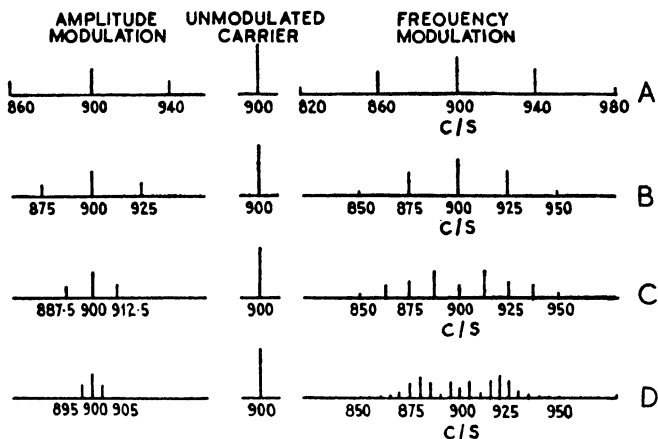 AMPLITUDE MODULATION
UNMODULATED CARRIER
FREQUENCY MODULATION
860 900 940 900 820 860 900 940 980 A
C/S
875 900 925 900 850 875 900 925 950 B
C/S
887·5 900 912.5 900 850 875 900 925 950 C
C/S
895 900 905 900 850 875 900 925 950 D
C/S